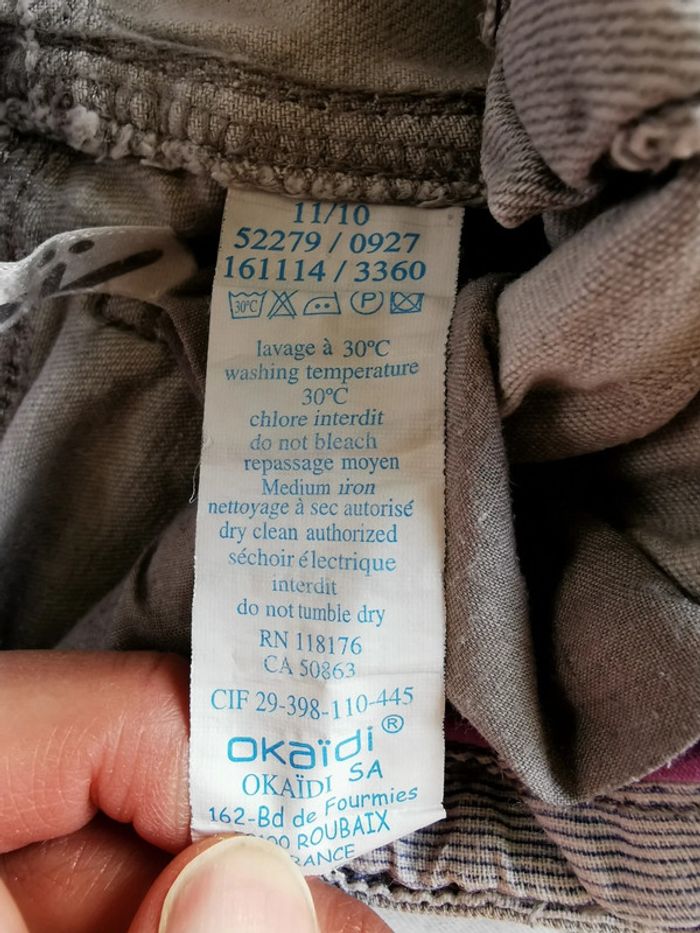 11/10
52279 / 0927
161114 / 3360
30°C P
lavage à 30°C
washing temperature
30°C
chlore interdit
do not bleach
repassage moyen
Medium iron
nettoyage à sec autorisé
dry clean authorized
séchoir électrique
interdit
do not tumble dry
RN 118176
CA 50863
CIF 29-398-110-445
okaïdi ®
OKAÏDI SA
162-Bd de Fourmies
ROUBAIX